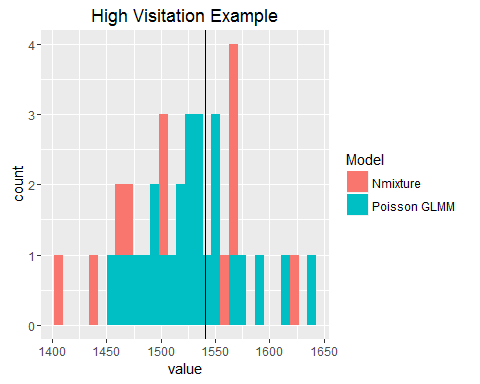 High Visitation Example
4
3
2
1
0
count
1400
1450
1500
1550
1600
1650
value
Model
Nmixture
Poisson GLMM